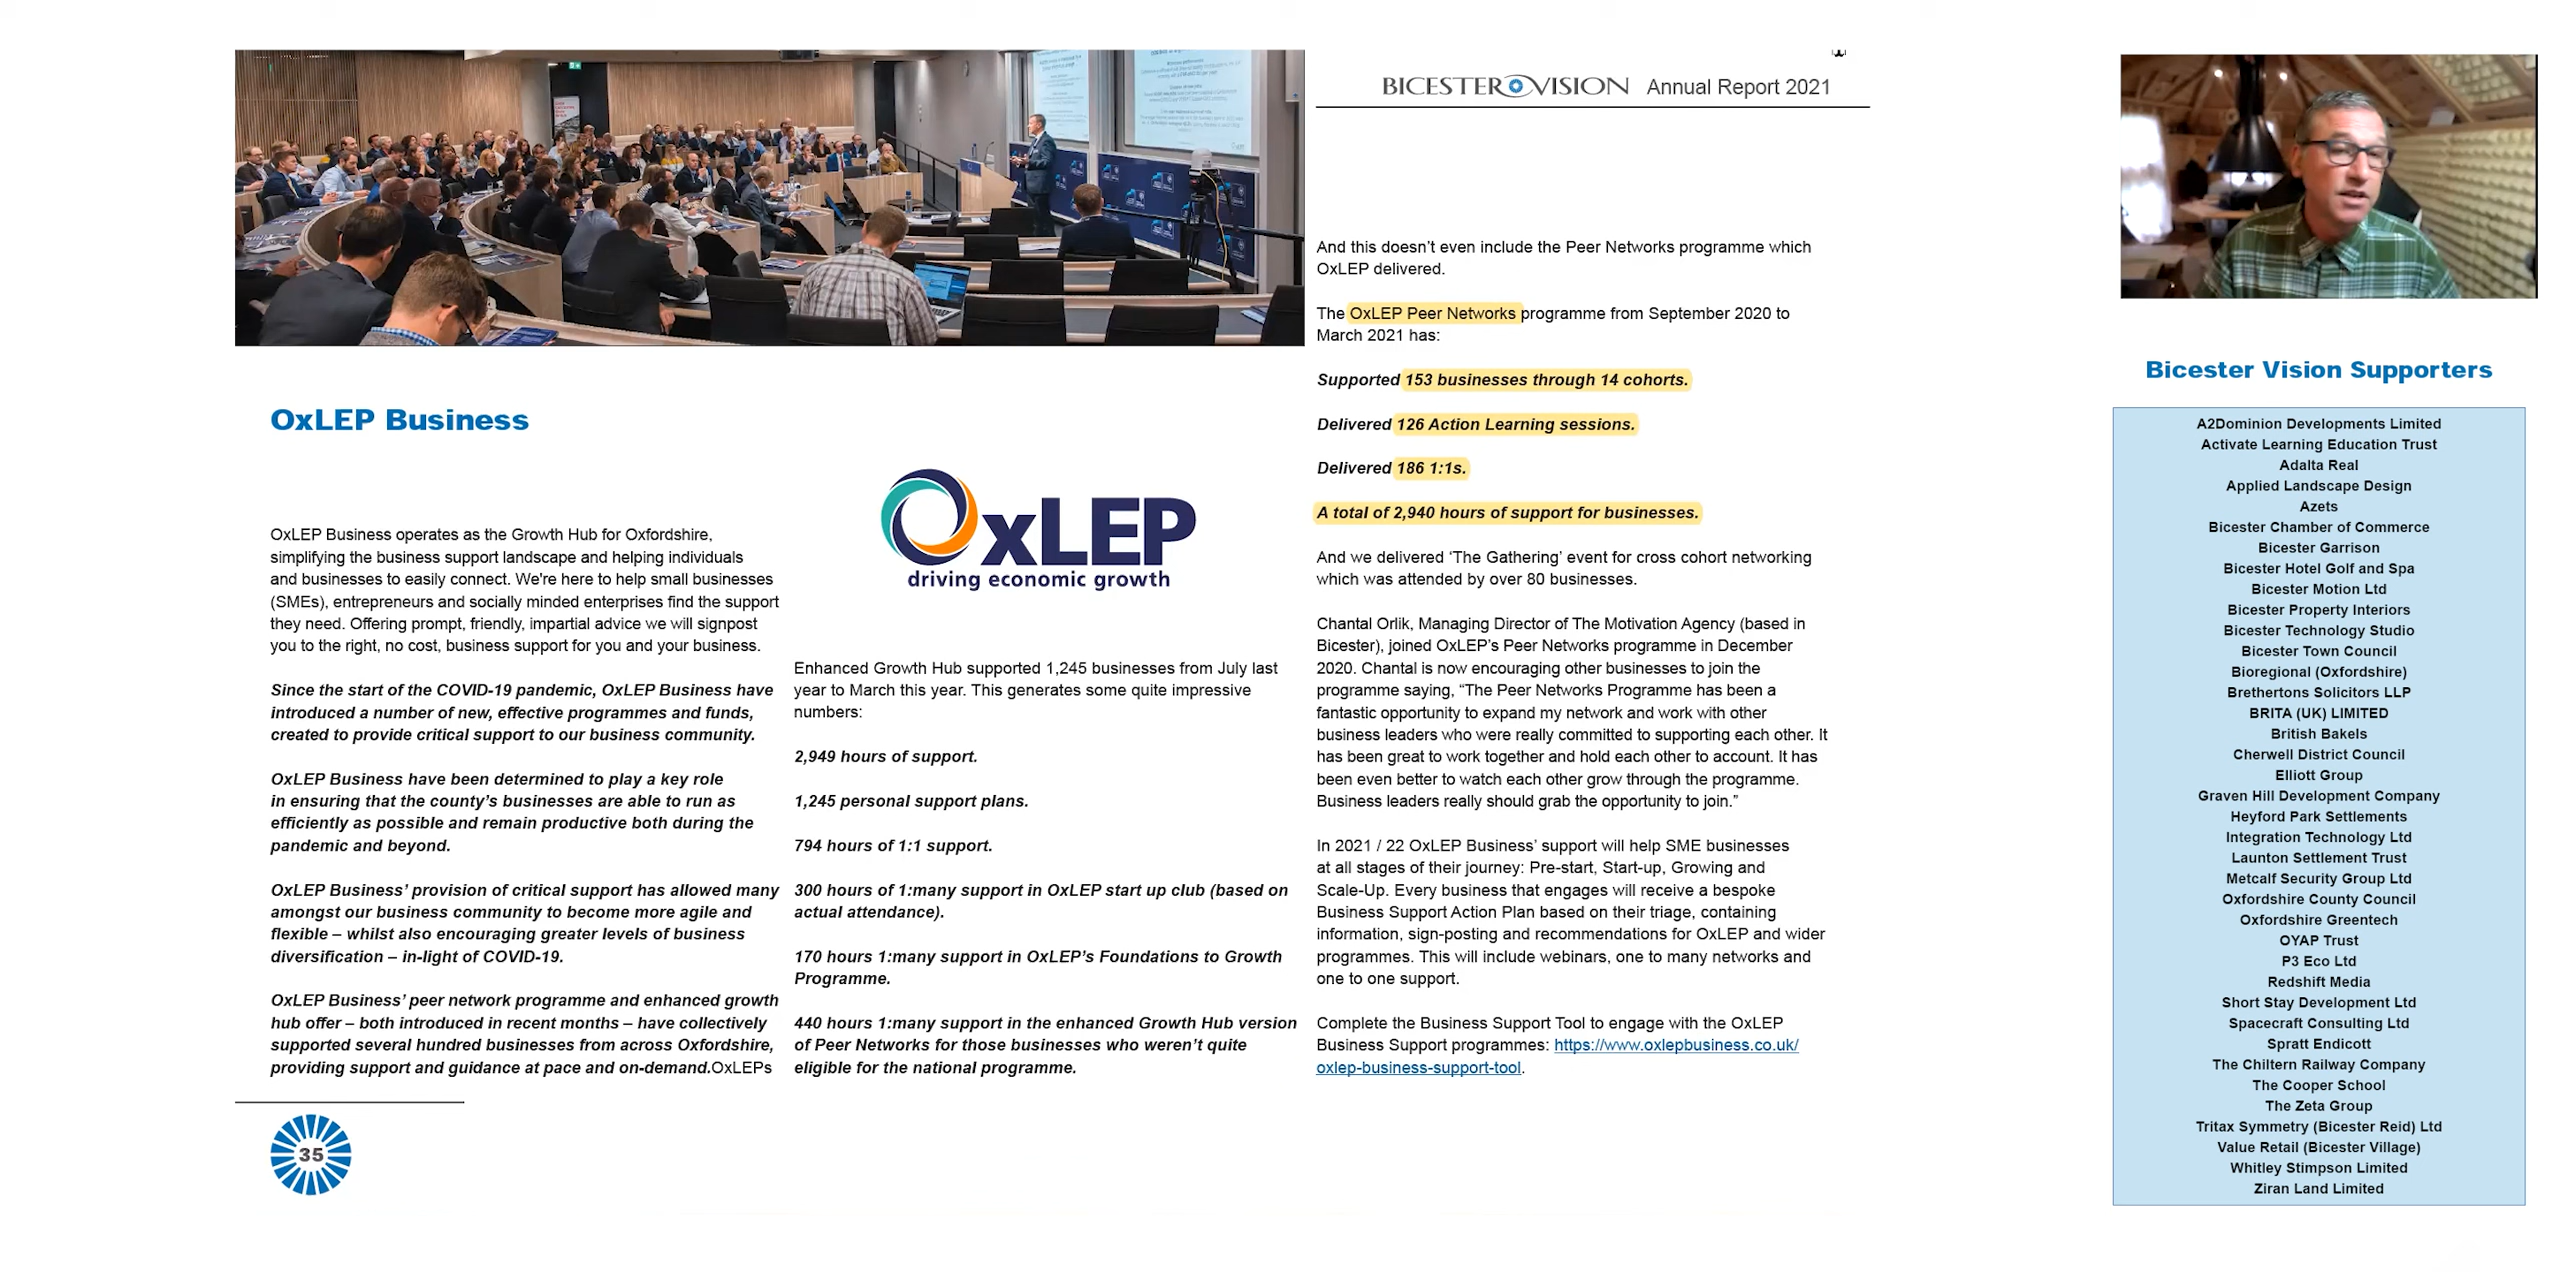 BICESTER VISION Annual Report 2021
OxLEP Business
OxLEP Business operates as the Growth Hub for Oxfordshire,
simplifying the business support landscape and helping individuals
and businesses to easily connect. We're here to help small businesses
(SMEs), entrepreneurs and socially minded enterprises find the support
they need. Offering prompt, friendly, impartial advice we will signpost
you to the right, no cost, business support for you and your business.
Since the start of the COVID-19 pandemic, OxLEP Business have
introduced a number of new, effective programmes and funds,
created to provide critical support to our business community.
OxLEP Business have been determined to play a key role
in ensuring that the county's businesses are able to run as
efficiently as possible and remain productive both during the
pandemic and beyond.
OxLEP Business' provision of critical support has allowed many
amongst our business community to become more agile and
flexible – whilst also encouraging greater levels of business
diversification – in-light of COVID-19.
OxLEP Business' peer network programme and enhanced growth
hub offer – both introduced in recent months – have collectively
supported several hundred businesses from across Oxfordshire,
providing support and guidance at pace and on-demand.OxLEPs
35
OxLEP
driving economic growth
Enhanced Growth Hub supported 1,245 businesses from July last
year to March this year. This generates some quite impressive
numbers:
2,949 hours of support.
1,245 personal support plans.
794 hours of 1:1 support.
300 hours of 1:many support in OxLEP start up club (based on
actual attendance).
170 hours 1:many support in OxLEP's Foundations to Growth
Programme.
440 hours 1:many support in the enhanced Growth Hub version
of Peer Networks for those businesses who weren't quite
eligible for the national programme.
And this doesn't even include the Peer Networks programme which
OxLEP delivered.
The OxLEP Peer Networks programme from September 2020 to
March 2021 has:
Supported 153 businesses through 14 cohorts.
Delivered 126 Action Learning sessions.
Delivered 186 1:1s.
A total of 2,940 hours of support for businesses.
And we delivered 'The Gathering' event for cross cohort networking
which was attended by over 80 businesses.
Chantal Orlik, Managing Director of The Motivation Agency (based in
Bicester), joined OxLEP's Peer Networks programme in December
2020. Chantal is now encouraging other businesses to join the
programme saying, "The Peer Networks Programme has been a
fantastic opportunity to expand my network and work with other
business leaders who were really committed to supporting each other. It
has been great to work together and hold each other to account. It has
been even better to watch each other grow through the programme.
Business leaders really should grab the opportunity to join."
In 2021 / 22 OxLEP Business' support will help SME businesses
at all stages of their journey: Pre-start, Start-up, Growing and
Scale-Up. Every business that engages will receive a bespoke
Business Support Action Plan based on their triage, containing
information, sign-posting and recommendations for OxLEP and wider
programmes. This will include webinars, one to many networks and
one to one support.
Complete the Business Support Tool to engage with the OxLEP
Business Support programmes: https://www.oxlepbusiness.co.uk/
oxlep-business-support-tool.
Bicester Vision Supporters
A2Dominion Developments Limited
Activate Learning Education Trust
Adalta Real
Applied Landscape Design
Azets
Bicester Chamber of Commerce
Bicester Garrison
Bicester Hotel Golf and Spa
Bicester Motion Ltd
Bicester Property Interiors
Bicester Technology Studio
Bicester Town Council
Bioregional (Oxfordshire)
Brethertons Solicitors LLP
BRITA (UK) LIMITED
British Bakels
Cherwell District Council
Elliott Group
Graven Hill Development Company
Heyford Park Settlements
Integration Technology Ltd
Launton Settlement Trust
Metcalf Security Group Ltd
Oxfordshire County Council
Oxfordshire Greentech
OYAP Trust
P3 Eco Ltd
Redshift Media
Short Stay Development Ltd
Spacecraft Consulting Ltd
Spratt Endicott
The Chiltern Railway Company
The Cooper School
The Zeta Group
Tritax Symmetry (Bicester Reid) Ltd
Value Retail (Bicester Village)
Whitley Stimpson Limited
Ziran Land Limited